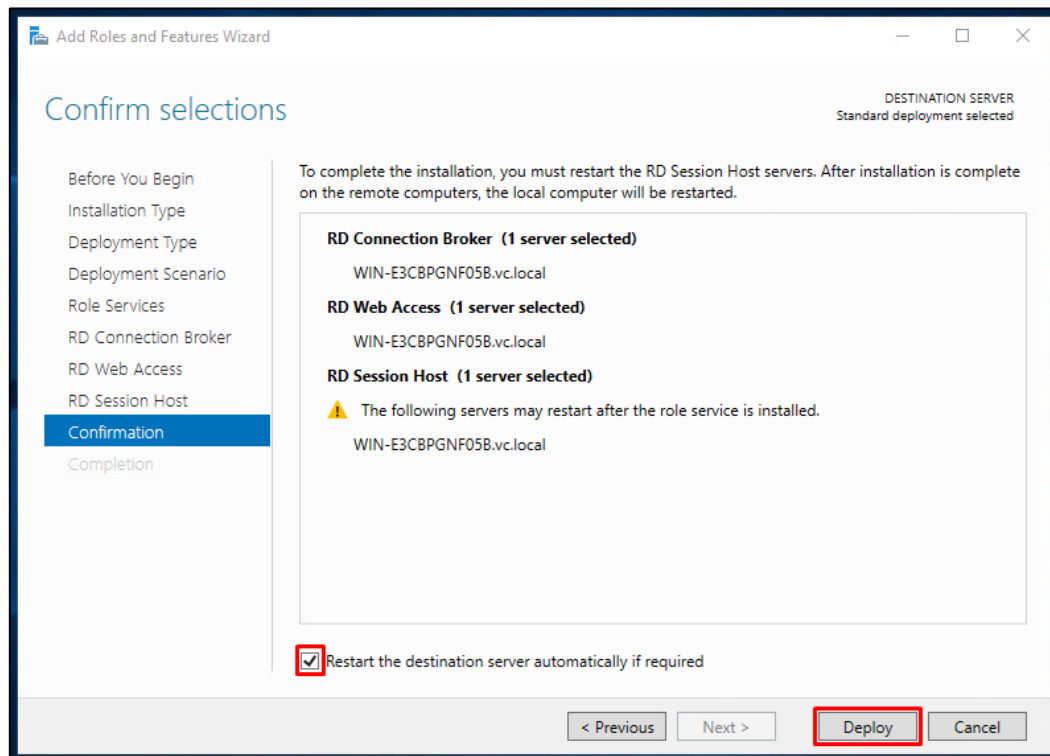 Add Roles and Features Wizard
Confirm selections
DESTINATION SERVER
Standard deployment selected
Before You Begin
Installation Type
Deployment Type
Deployment Scenario
Role Services
RD Connection Broker
RD Web Access
RD Session Host
Confirmation
Completion
To complete the installation, you must restart the RD Session Host servers. After installation is complete
on the remote computers, the local computer will be restarted.
RD Connection Broker (1 server selected)
WIN-E3CBPGNF05B.vc.local
RD Web Access (1 server selected)
WIN-E3CBPGNF05B.vc.local
RD Session Host (1 server selected)
The following servers may restart after the role service is installed.
WIN-E3CBPGNF05B.vc.local
Restart the destination server automatically if required
< Previous
Next >
Deploy
Cancel